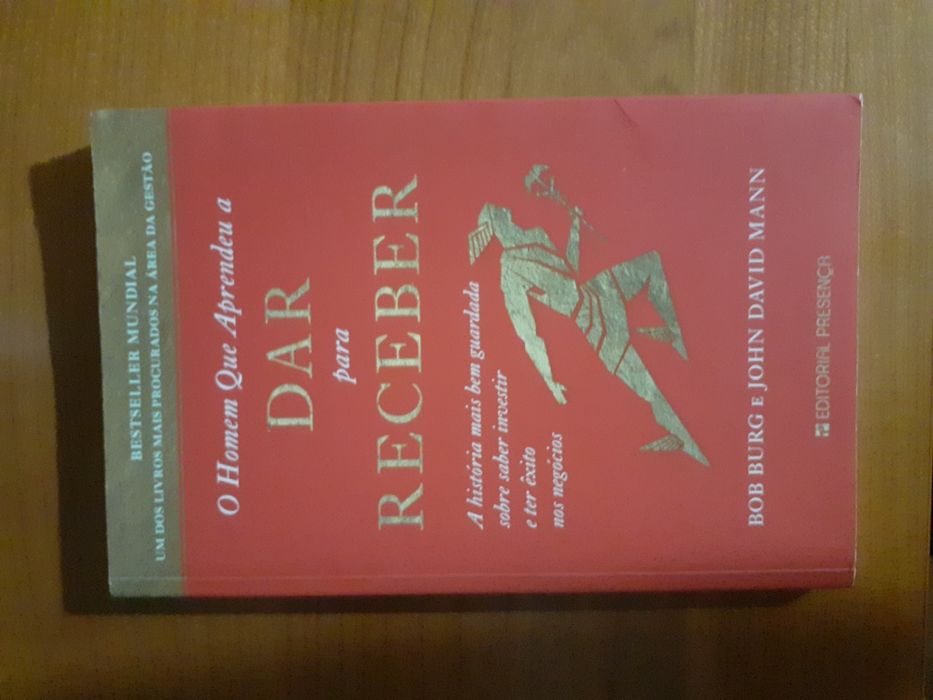 BESTSELLER MUNDIAL
UM DOS LIVROS MAIS PROCURADOS NA ÁREA DA GESTÃO
O Homem Que Aprendeu a
DAR
para
RECEBER
A história mais bem guardada
sobre saber investir
e ter êxito
nos negócios
BOB BURG E JOHN DAVID MANN
EDITORIAL PRESENÇA